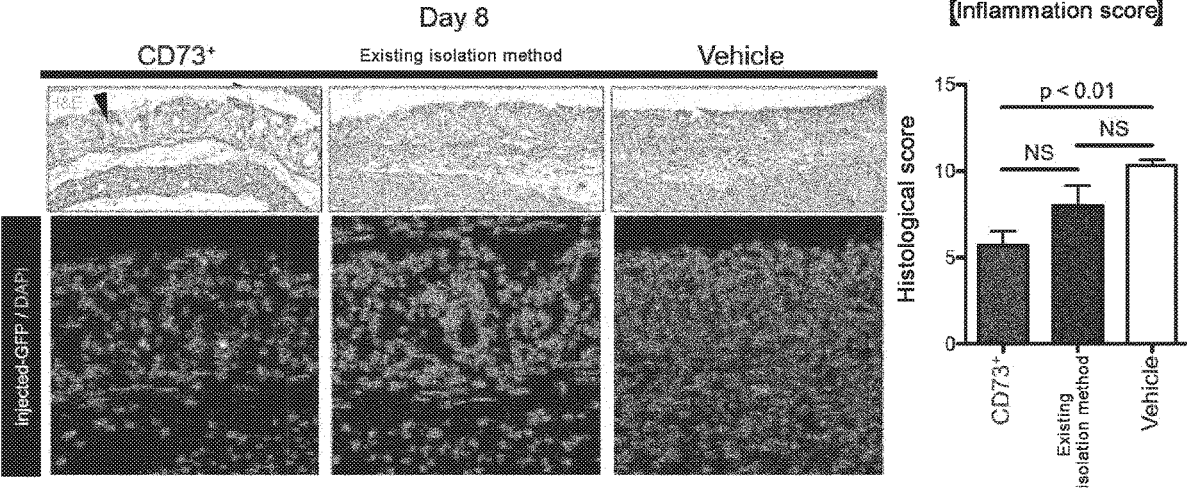 Day 8
CD73⁺
Existing isolation method
Vehicle
H&E
Injected-GFP / DAPI
【Inflammation score】
Histological score
15
10
5
0
p < 0.01
NS
NS
CD73⁺
Existing
isolation method
Vehicle